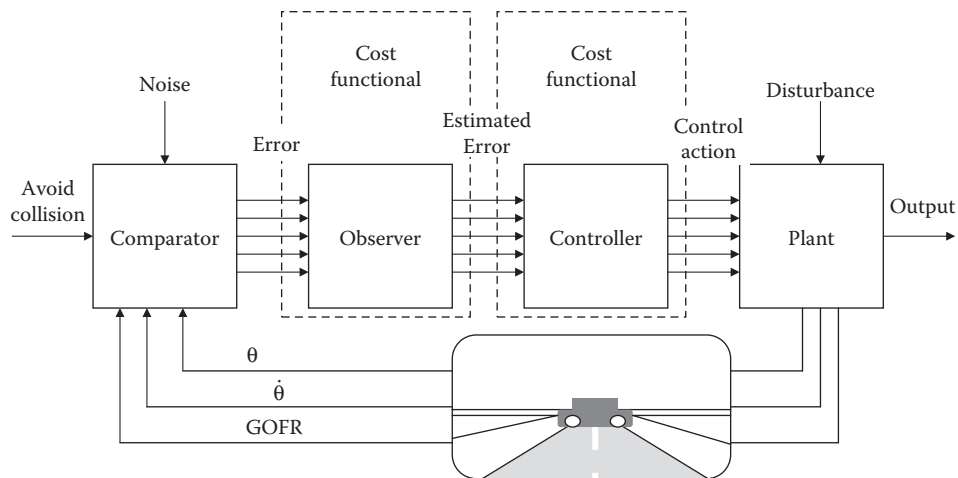 Cost
functional
Cost
functional
Noise
Disturbance
Error
Estimated
Error
Control
action
Avoid
collision
Comparator
Observer
Controller
Plant
Output
θ
θ̇
GOFR